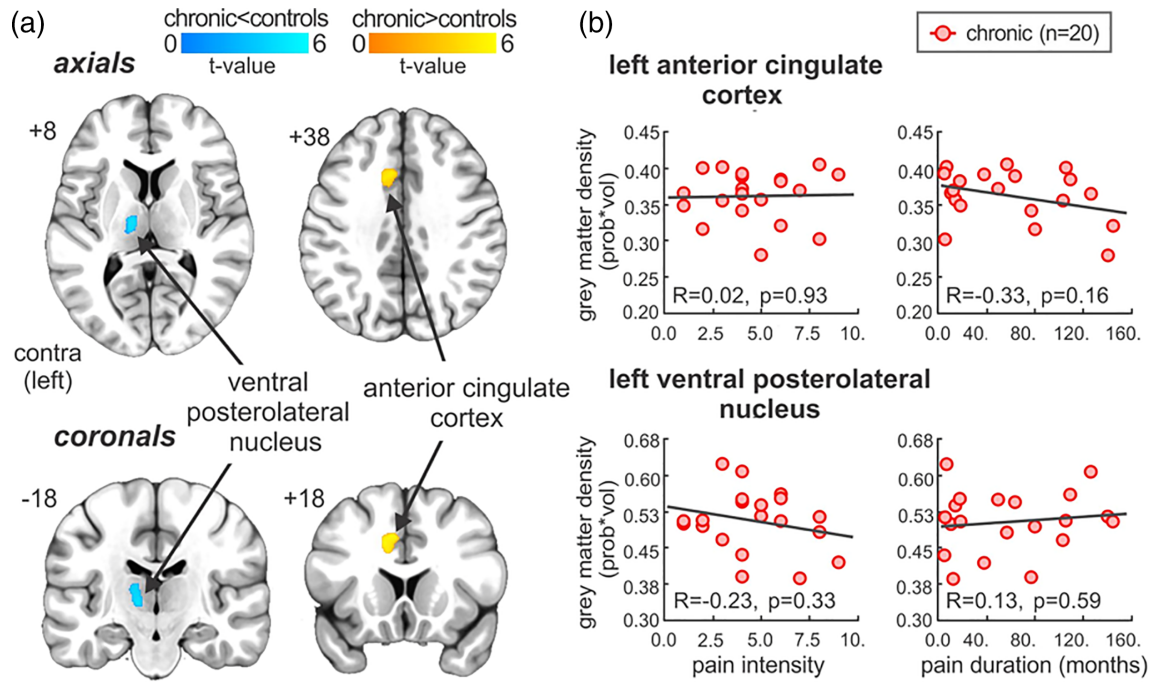 (a)
chronic<controls
0 6
t-value
chronic>controls
0 6
t-value
axials
+8
+38
contra
(left)
ventral
posterolateral
nucleus
anterior cingulate
cortex
coronals
-18
+18
(b)
chronic (n=20)
left anterior cingulate
cortex
grey matter density
(prob*vol)
0.45
0.40
0.35
0.30
0.25
0.20
R=0.02, p=0.93
0.0 2.5 5.0 7.5 10.
0.45
0.40
0.35
0.30
0.25
0.20
R=-0.33, p=0.16
0.0 40. 80. 120. 160.
left ventral posterolateral
nucleus
grey matter density
(prob*vol)
0.68
0.60
0.53
0.45
0.38
0.30
R=-0.23, p=0.33
0.0 2.5 5.0 7.5 10.
pain intensity
0.68
0.60
0.53
0.45
0.38
0.30
R=0.13, p=0.59
0.0 40. 80. 120. 160.
pain duration (months)